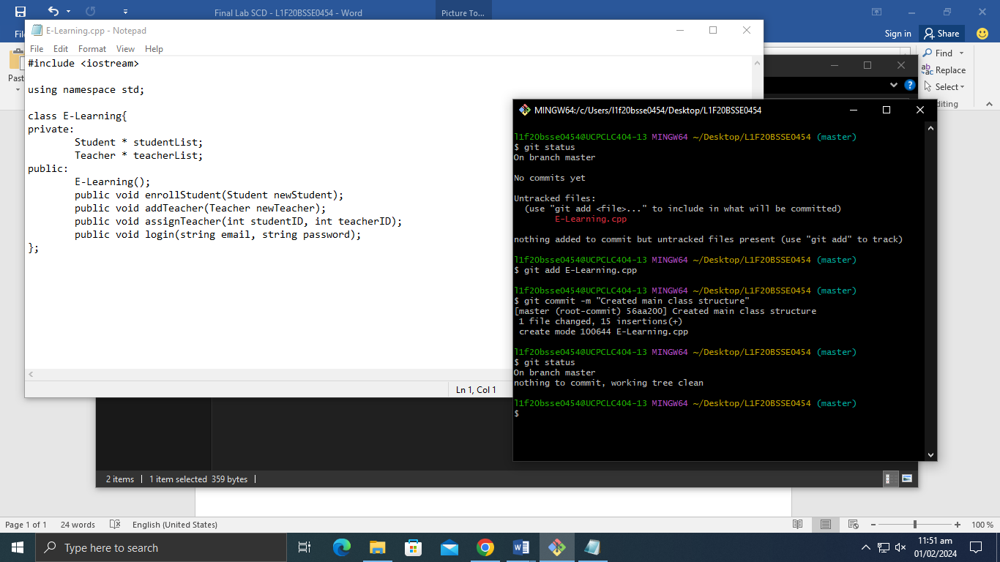 Final Lab SCD - L1F20BSSE0454 - Word
Picture To...
Sign in
Share
E-Learning.cpp - Notepad
File Edit Format View Help
#include <iostream>
using namespace std;
class E-Learning{
private:
Student * studentList;
Teacher * teacherList;
public:
E-Learning();
public void enrollStudent(Student newStudent);
public void addTeacher(Teacher newTeacher);
public void assignTeacher(int studentID, int teacherID);
public void login(string email, string password);
};
Ln 1, Col 1
Find
Replace
Select
MINGW64:/c/Users/l1f20bsse0454/Desktop/L1F20BSSE0454
l1f20bsse0454@UCPCLC404-13 MINGW64 ~/Desktop/L1F20BSSE0454 (master)
$ git status
On branch master
No commits yet
Untracked files:
(use "git add <file>..." to include in what will be committed)
E-Learning.cpp
nothing added to commit but untracked files present (use "git add" to track)
l1f20bsse0454@UCPCLC404-13 MINGW64 ~/Desktop/L1F20BSSE0454 (master)
$ git add E-Learning.cpp
l1f20bsse0454@UCPCLC404-13 MINGW64 ~/Desktop/L1F20BSSE0454 (master)
$ git commit -m "Created main class structure"
[master (root-commit) 56aa200] Created main class structure
1 file changed, 15 insertions(+)
create mode 100644 E-Learning.cpp
l1f20bsse0454@UCPCLC404-13 MINGW64 ~/Desktop/L1F20BSSE0454 (master)
$ git status
On branch master
nothing to commit, working tree clean
l1f20bsse0454@UCPCLC404-13 MINGW64 ~/Desktop/L1F20BSSE0454 (master)
$
2 items | 1 item selected 359 bytes |
Page 1 of 1 24 words English (United States)
100 %
Type here to search
11:51 am
01/02/2024